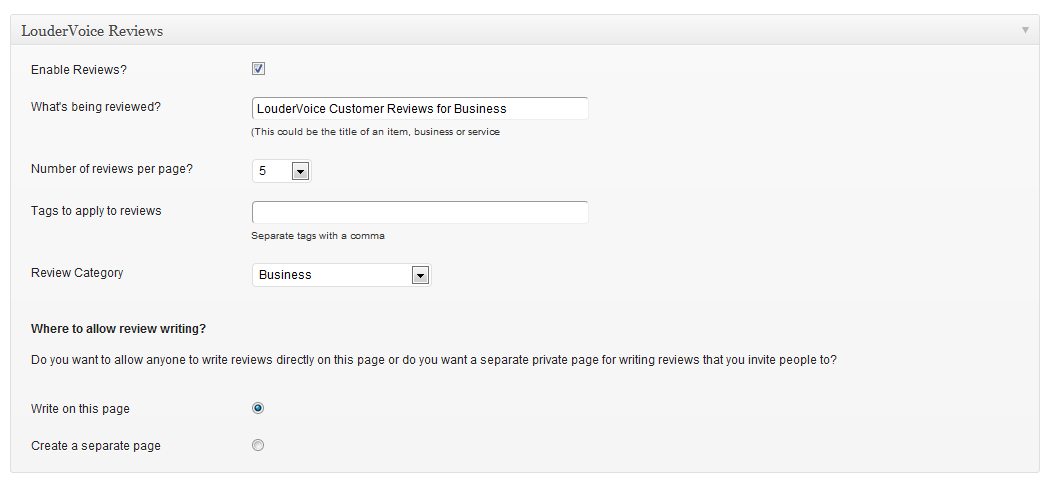 LouderVoice Reviews
Enable Reviews?
What's being reviewed?
LouderVoice Customer Reviews for Business
(This could be the title of an item, business or service
Number of reviews per page?
5
Tags to apply to reviews
Separate tags with a comma
Review Category
Business
Where to allow review writing?
Do you want to allow anyone to write reviews directly on this page or do you want a separate private page for writing reviews that you invite people to?
Write on this page
Create a separate page